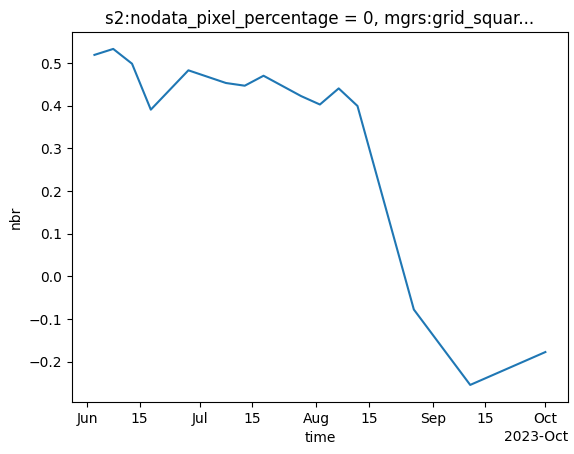 s2:nodata_pixel_percentage = 0, mgrs:grid_squar...
nbr
0.5
0.4
0.3
0.2
0.1
0.0
−0.1
−0.2
Jun 15 Jul 15 Aug 15 Sep 15 Oct
time
2023-Oct